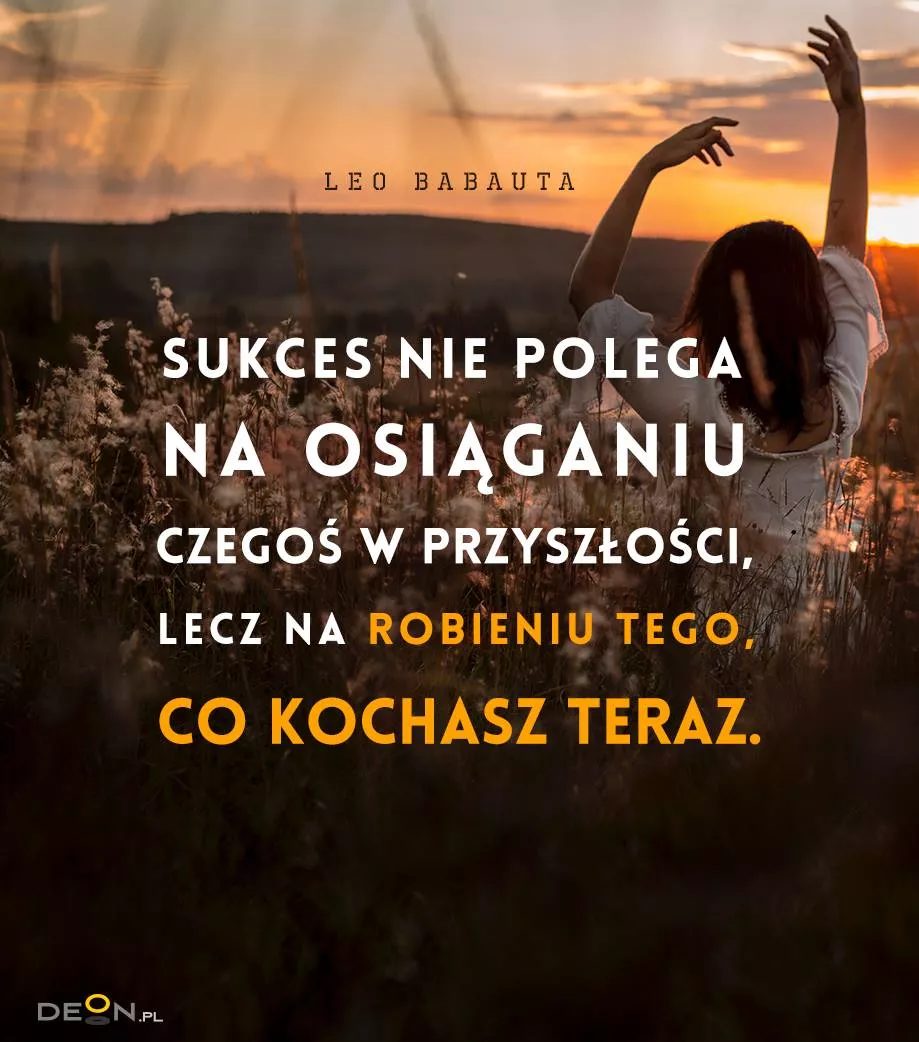 LEO BABAUTA
SUKCES NIE POLEGA
NA OSIĄGANIU
CZEGOŚ W PRZYSZŁOŚCI,
LECZ NA ROBIENIU TEGO,
CO KOCHASZ TERAZ.
DEON.PL